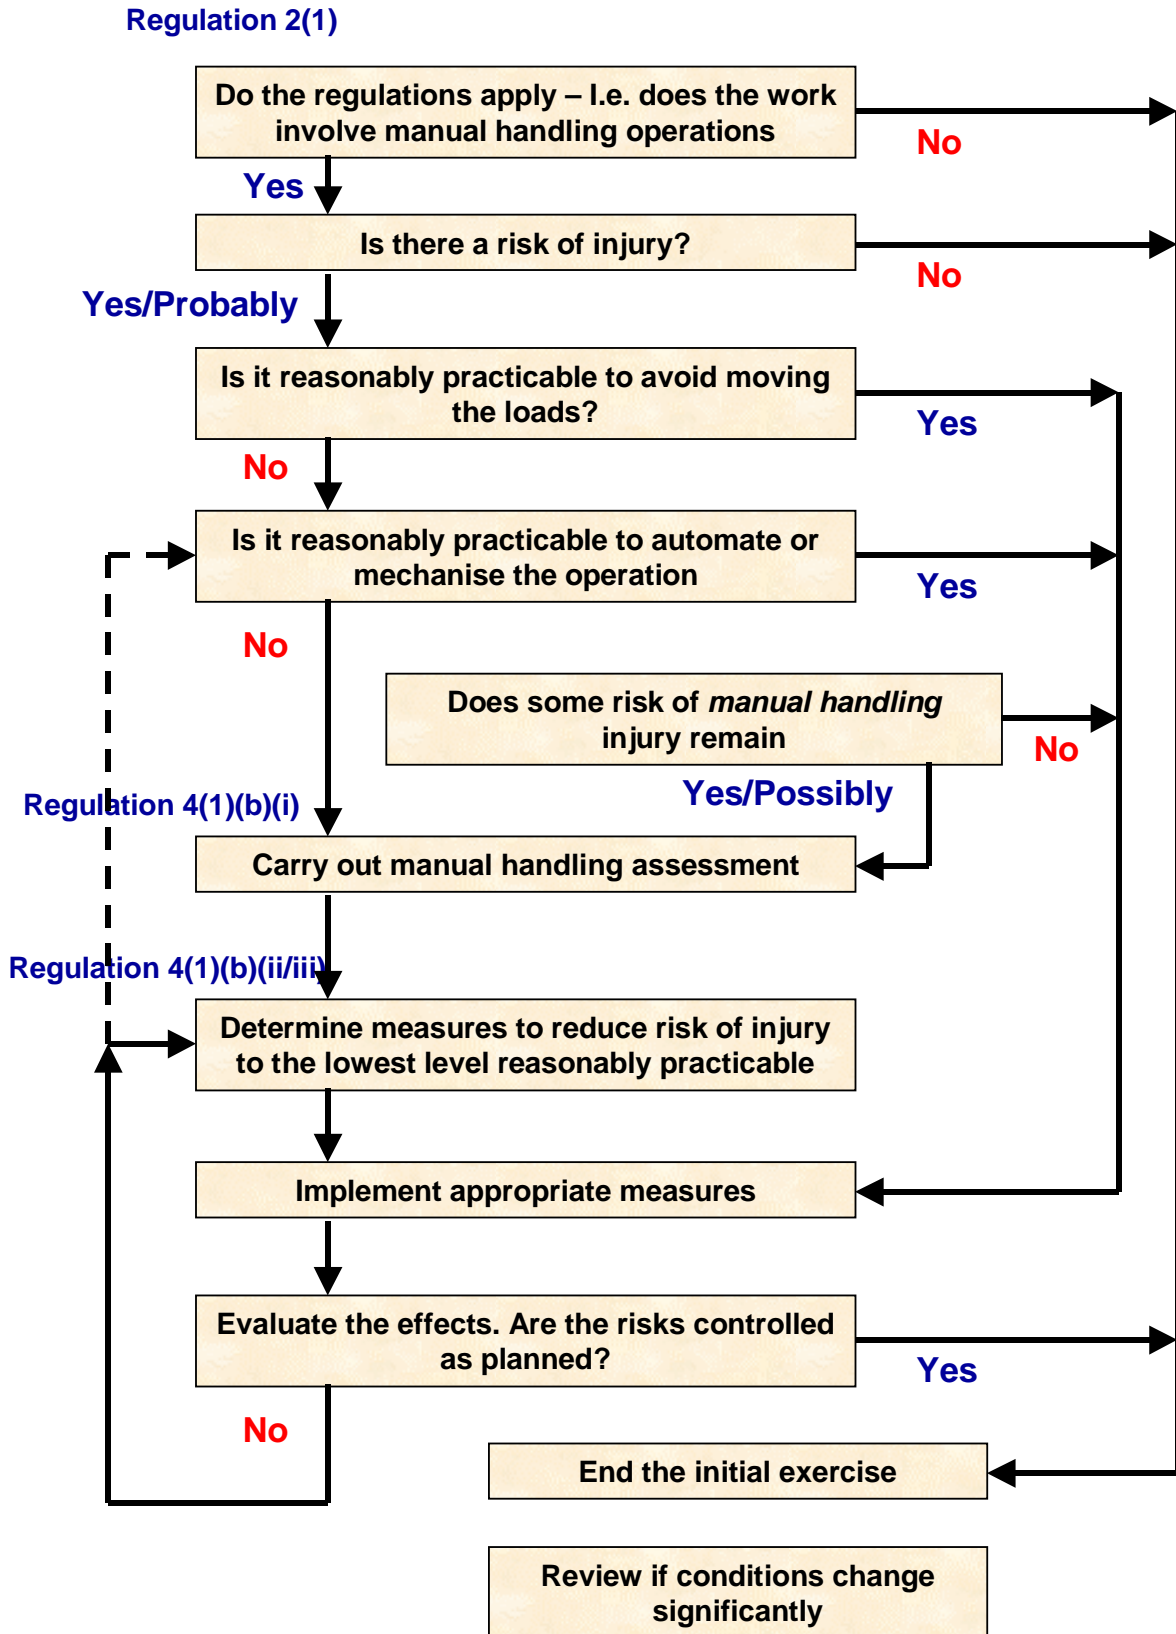 Regulation 2(1)
Do the regulations apply – I.e. does the work
involve manual handling operations
No
Yes
Is there a risk of injury?
No
Yes/Probably
Is it reasonably practicable to avoid moving
the loads?
Yes
No
Is it reasonably practicable to automate or
mechanise the operation
Yes
No
Does some risk of manual handling
injury remain
No
Yes/Possibly
Regulation 4(1)(b)(i)
Carry out manual handling assessment
Regulation 4(1)(b)(ii/iii)
Determine measures to reduce risk of injury
to the lowest level reasonably practicable
Implement appropriate measures
Evaluate the effects. Are the risks controlled
as planned?
Yes
No
End the initial exercise
Review if conditions change
significantly